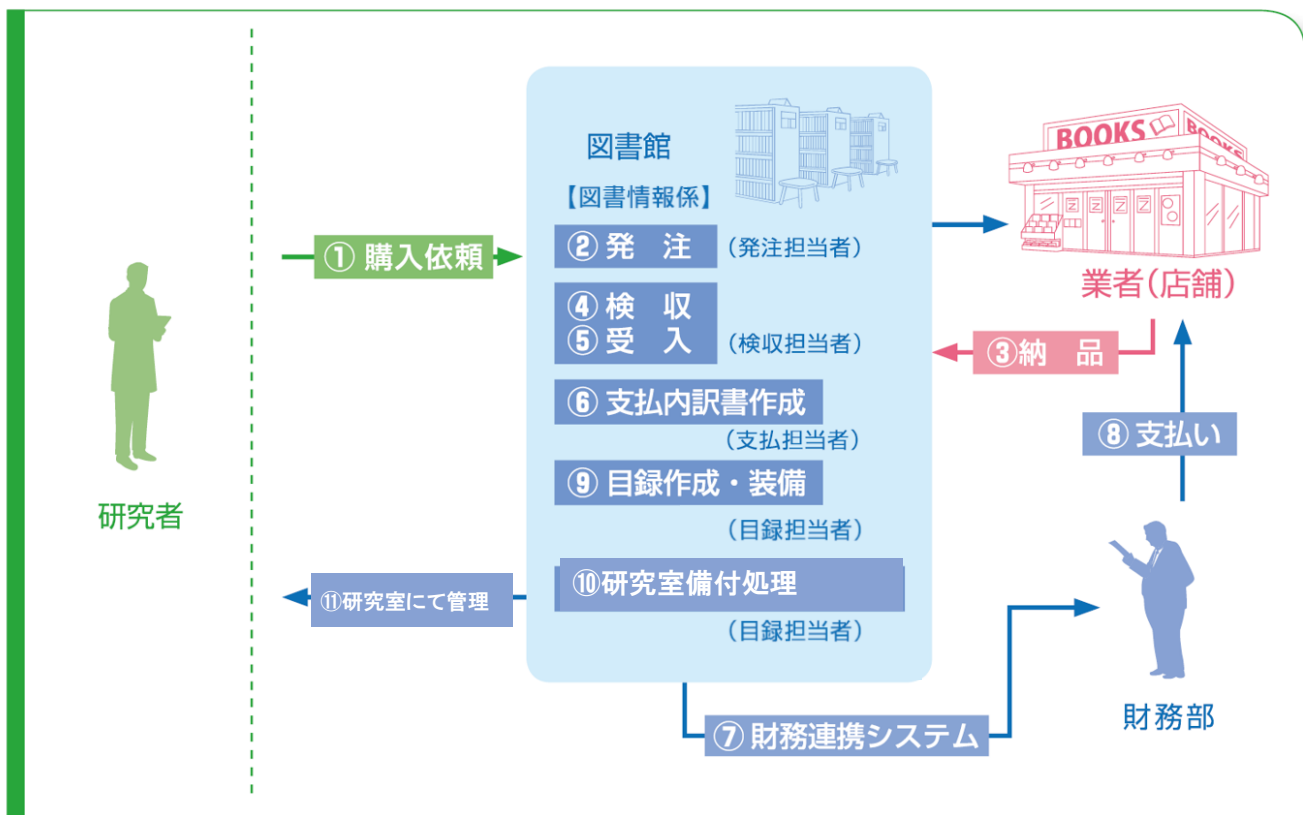 図書館
【図書情報係】
① 購入依頼
② 発 注
(発注担当者)
④ 検 収
⑤ 受 入
(検収担当者)
⑥ 支払内訳書作成
(支払担当者)
⑨ 目録作成・装備
(目録担当者)
⑩研究室備付処理
(目録担当者)
⑪研究室にて管理
研究者
BOOKS
BOOKS
業者(店舗)
③納 品
⑧ 支払い
財務部
⑦ 財務連携システム